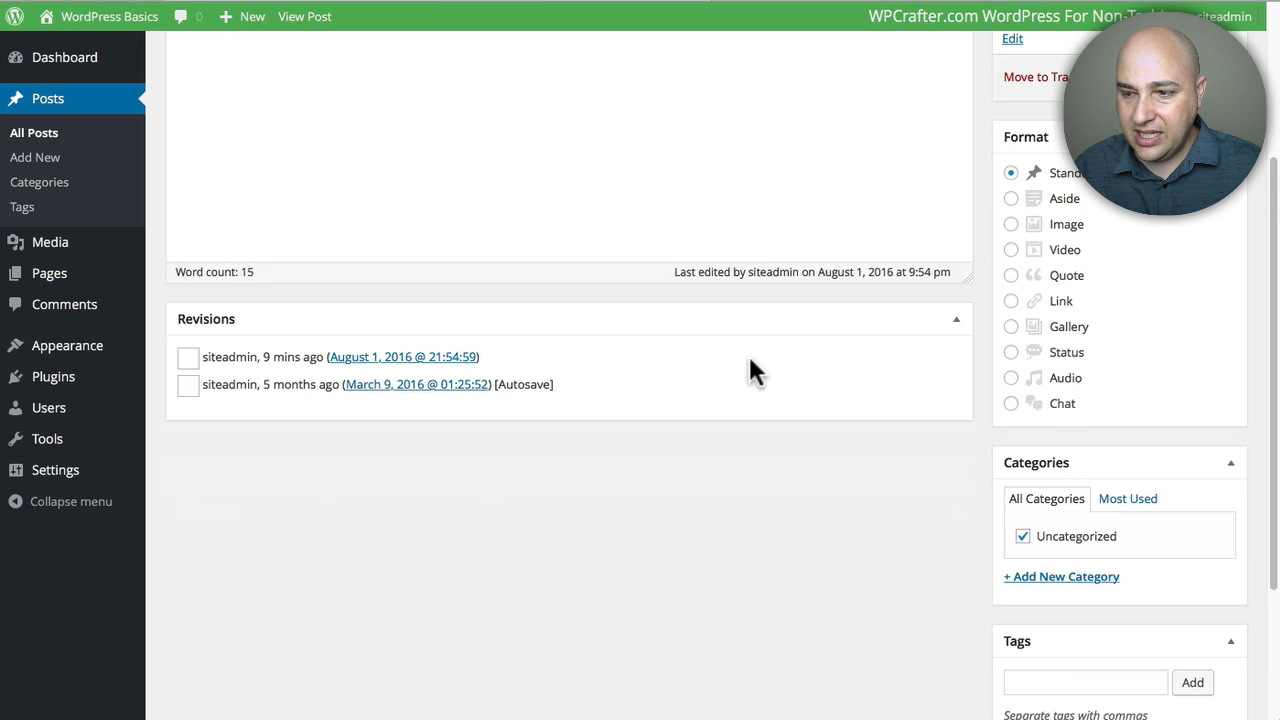 WordPress Basics 0 New View Post WPCrafter.com WordPress For Non- siteadmin
Dashboard
Posts
All Posts
Add New
Categories
Tags
Media
Pages
Comments
Appearance
Plugins
Users
Tools
Settings
Collapse menu
Word count: 15 Last edited by siteadmin on August 1, 2016 at 9:54 pm
Revisions
siteadmin, 9 mins ago (August 1, 2016 @ 21:54:59)
siteadmin, 5 months ago (March 9, 2016 @ 01:25:52) [Autosave]
Edit
Move to Tra
Format
Stand
Aside
Image
Video
Quote
Link
Gallery
Status
Audio
Chat
Categories
All Categories Most Used
Uncategorized
+ Add New Category
Tags
Add
Separate tags with commas